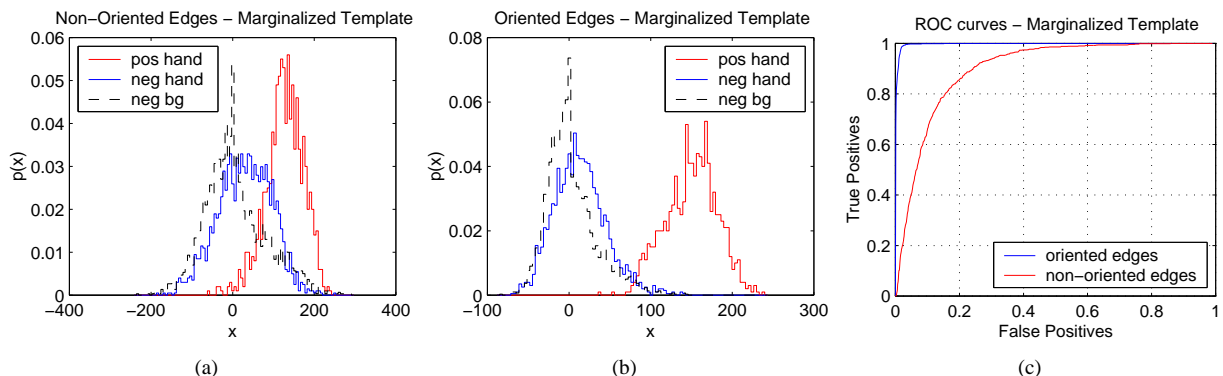 Non−Oriented Edges − Marginalized Template
0.06
0.05
0.04
0.03
0.02
0.01
0
p(x)
pos hand
neg hand
neg bg
−400
−200
0
200
400
x
(a)
Oriented Edges − Marginalized Template
0.08
0.06
0.04
0.02
0
p(x)
pos hand
neg hand
neg bg
−100
0
100
200
300
x
(b)
ROC curves − Marginalized Template
1
0.8
0.6
0.4
0.2
0
True Positives
oriented edges
non−oriented edges
0
0.2
0.4
0.6
0.8
1
False Positives
(c)